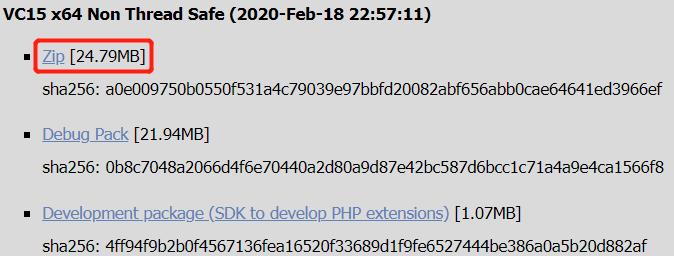 VC15 x64 Non Thread Safe (2020-Feb-18 22:57:11)
Zip [24.79MB]
sha256: a0e009750b0550f531a4c79039e97bbfd20082abf656abb0cae64641ed3966ef
Debug Pack [21.94MB]
sha256: 0b8c7048a2066d4f6e70440a2d80a9d87e42bc587d6bcc1c71a4a9e4ca1566f8
Development package (SDK to develop PHP extensions) [1.07MB]
sha256: 4ff94f9b2b0f4567136fea16520f33689d1f9fe6527444be386a0a5b20d882af